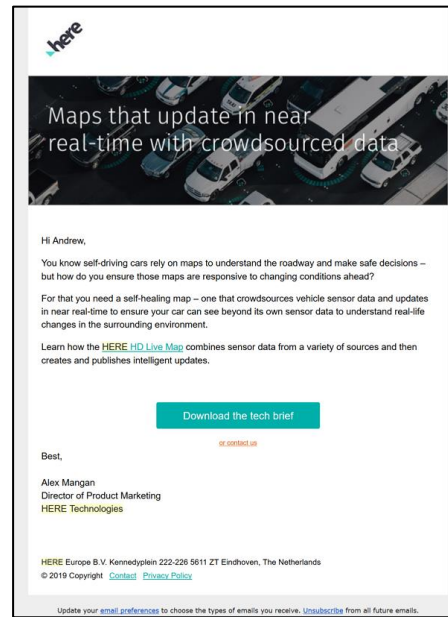 here
Maps that update in near
real-time with crowdsourced data
Hi Andrew,
You know self-driving cars rely on maps to understand the roadway and make safe decisions –
but how do you ensure those maps are responsive to changing conditions ahead?
For that you need a self-healing map – one that crowdsources vehicle sensor data and updates
in near real-time to ensure your car can see beyond its own sensor data to understand real-life
changes in the surrounding environment.
Learn how the HERE HD Live Map combines sensor data from a variety of sources and then
creates and publishes intelligent updates.
Download the tech brief
or contact us
Best,
Alex Mangan
Director of Product Marketing
HERE Technologies
HERE Europe B.V. Kennedyplein 222-226 5611 ZT Eindhoven, The Netherlands
© 2019 Copyright Contact Privacy Policy
Update your email preferences to choose the types of emails you receive. Unsubscribe from all future emails.